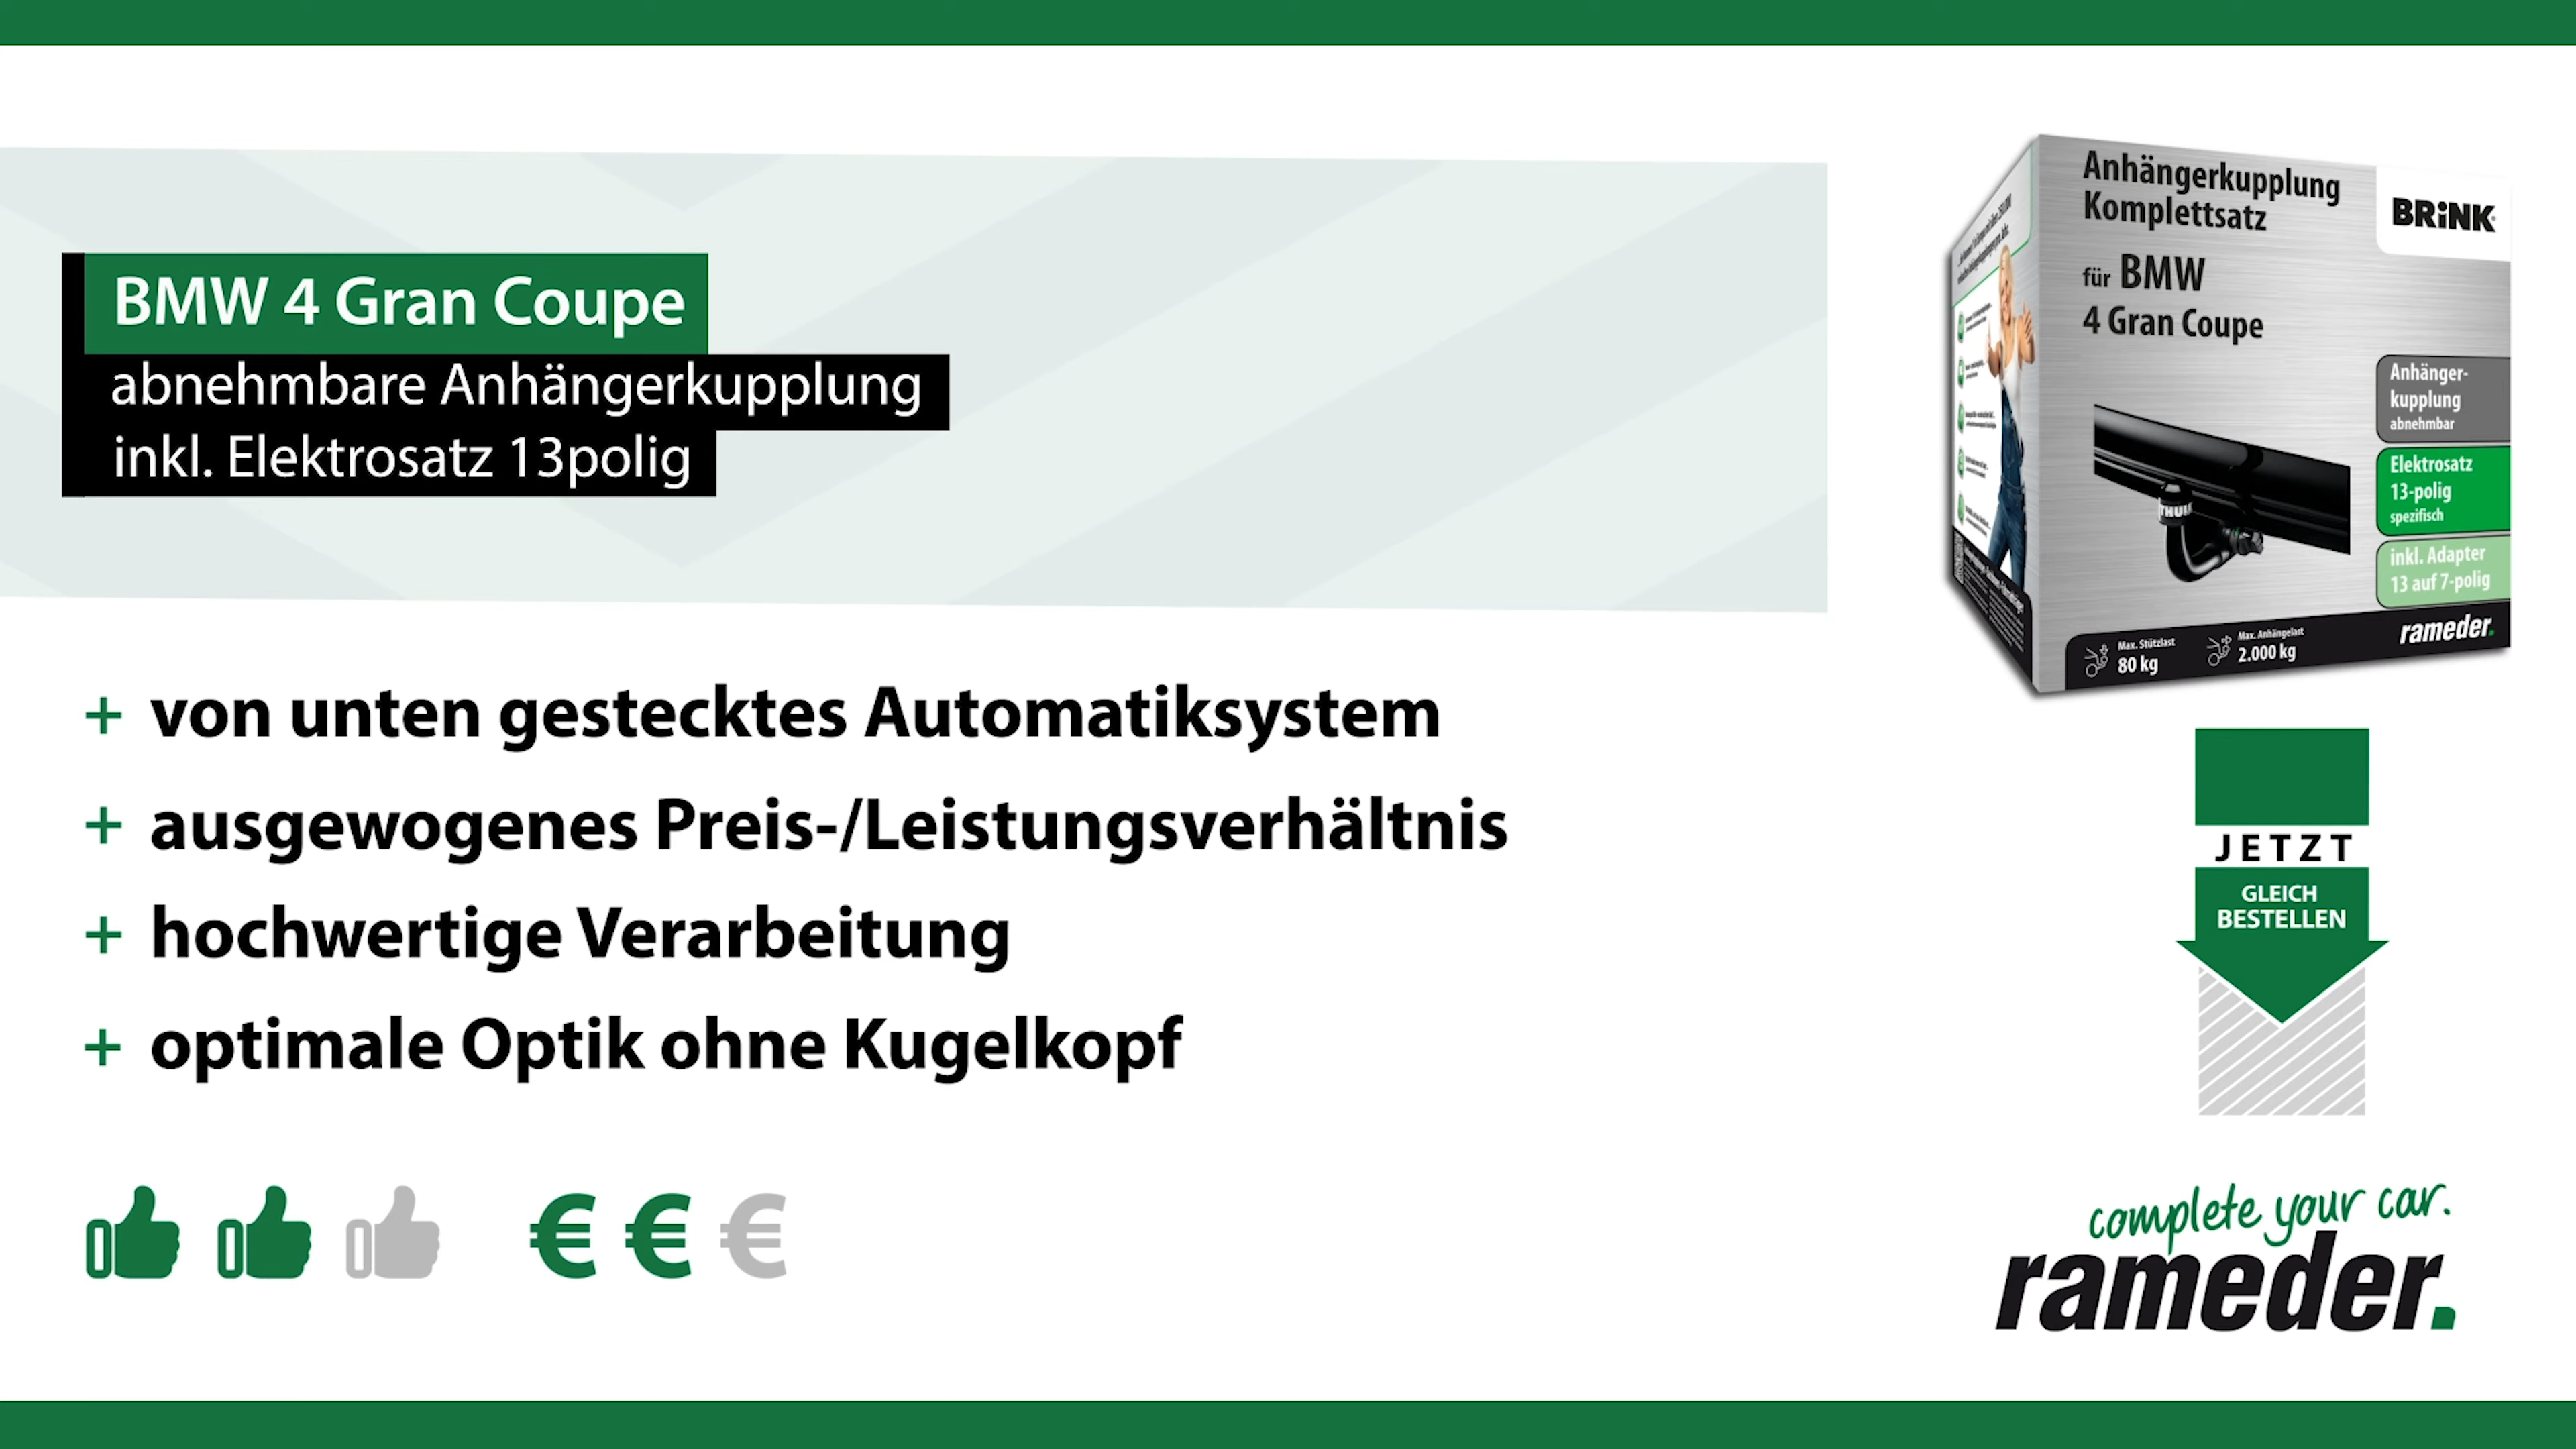 BMW 4 Gran Coupe
abnehmbare Anhängerkupplung
inkl. Elektrosatz 13polig
+ von unten gestecktes Automatiksystem
+ ausgewogenes Preis-/Leistungsverhältnis
+ hochwertige Verarbeitung
+ optimale Optik ohne Kugelkopf
€ € €
Anhängerkupplung
Komplettsatz
BRiNK
für BMW
4 Gran Coupe
Anhänger-
kupplung
abnehmbar
Elektrosatz
13-polig
spezifisch
inkl. Adapter
13 auf 7-polig
THULE
Max. Stützlast
80 kg
Max. Anhängelast
2.000 kg
rameder.
JETZT
GLEICH
BESTELLEN
complete your car.
rameder.